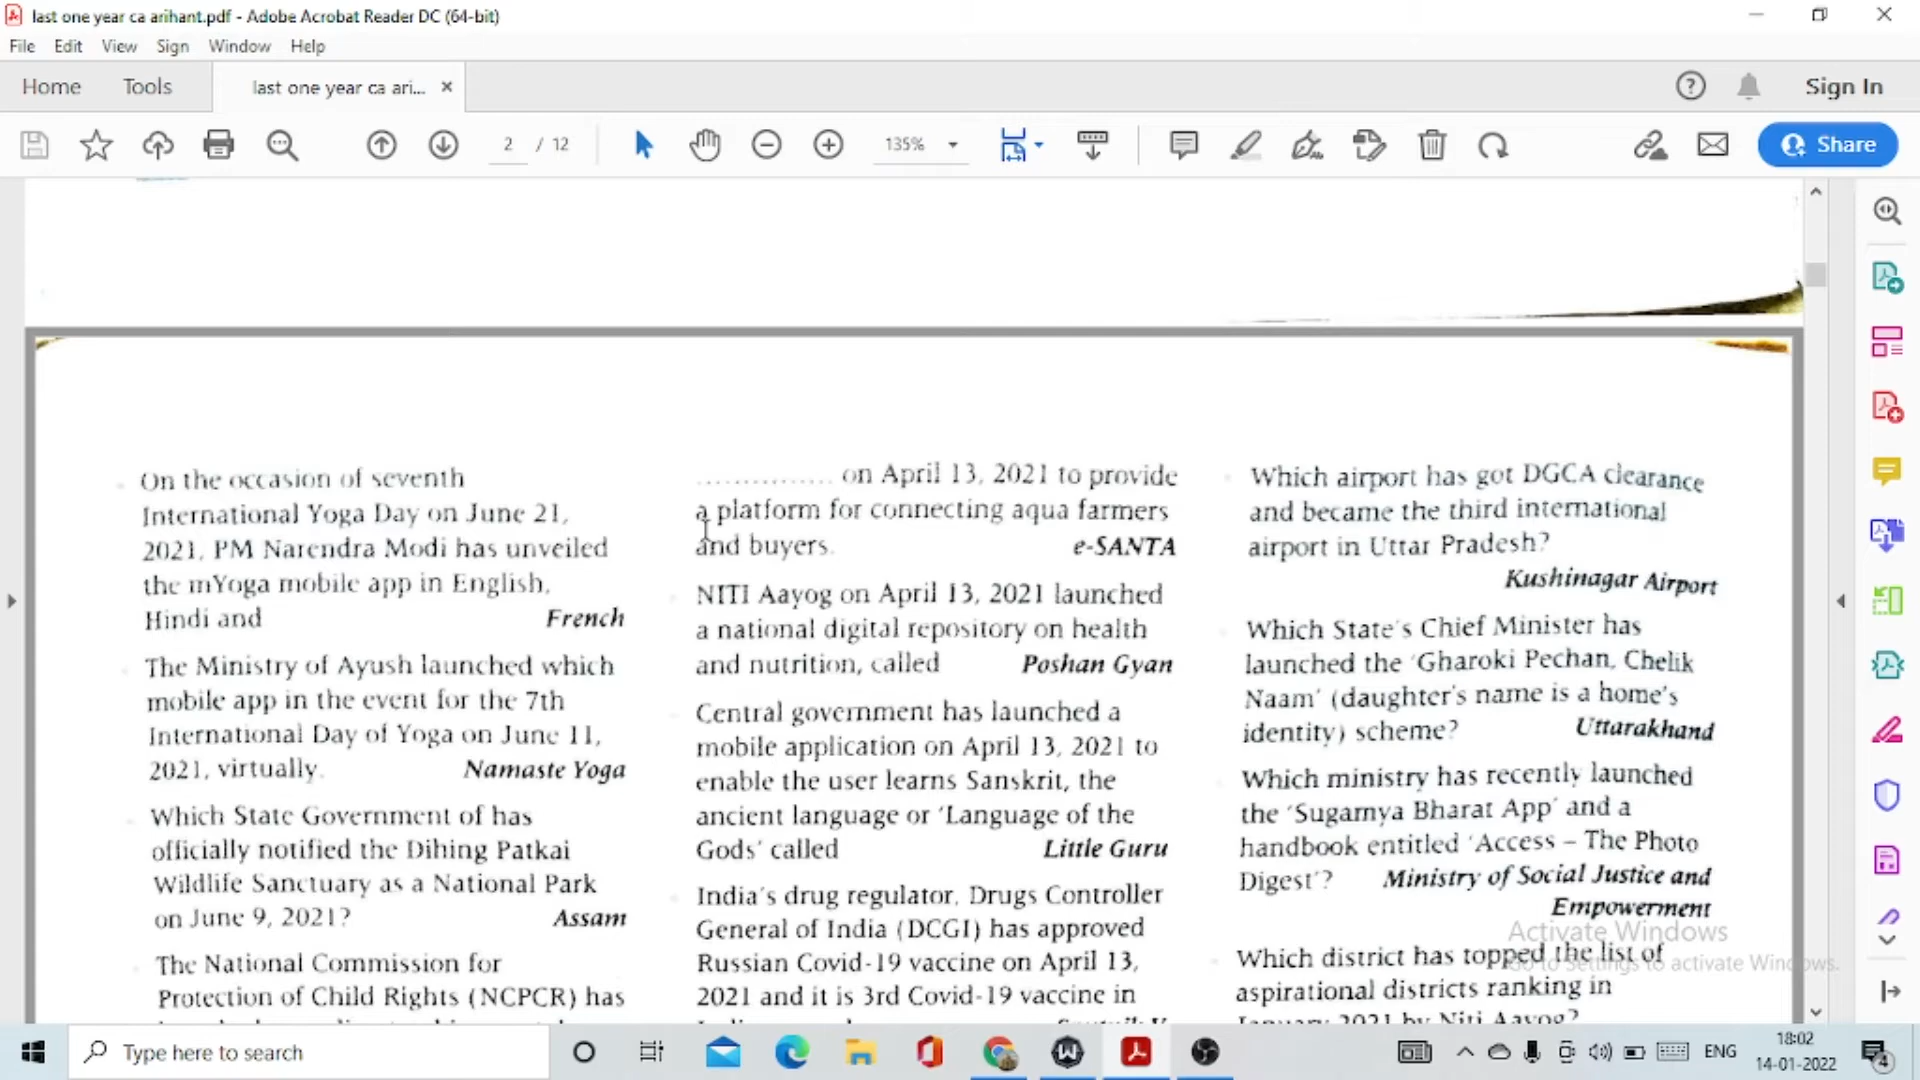 last one year ca arihant.pdf - Adobe Acrobat Reader DC (64-bit)
File Edit View Sign Window Help
Home Tools last one year ca ari... × Sign In
2 / 12 135% Share
On the occasion of seventh
International Yoga Day on June 21,
2021, PM Narendra Modi has unveiled
the mYoga mobile app in English,
Hindi and French
The Ministry of Ayush launched which
mobile app in the event for the 7th
International Day of Yoga on June 11,
2021, virtually. Namaste Yoga
Which State Government of has
officially notified the Dihing Patkai
Wildlife Sanctuary as a National Park
on June 9, 2021? Assam
The National Commission for
Protection of Child Rights (NCPCR) has
............... on April 13, 2021 to provide
a platform for connecting aqua farmers
and buyers. e-SANTA
NITI Aayog on April 13, 2021 launched
a national digital repository on health
and nutrition, called Poshan Gyan
Central government has launched a
mobile application on April 13, 2021 to
enable the user learns Sanskrit, the
ancient language or 'Language of the
Gods' called Little Guru
India's drug regulator, Drugs Controller
General of India (DCGI) has approved
Russian Covid-19 vaccine on April 13,
2021 and it is 3rd Covid-19 vaccine in
Which airport has got DGCA clearance
and became the third international
airport in Uttar Pradesh?
Kushinagar Airport
Which State's Chief Minister has
launched the 'Gharoki Pechan, Chelik
Naam' (daughter's name is a home's
identity) scheme? Uttarakhand
Which ministry has recently launched
the 'Sugamya Bharat App' and a
handbook entitled 'Access – The Photo
Digest'? Ministry of Social Justice and
Empowerment
Which district has topped the list of
aspirational districts ranking in
January 2021 by Niti Aayog?
Activate Windows
Go to Settings to activate Windows.
Type here to search
ENG
18:02
14-01-2022
4